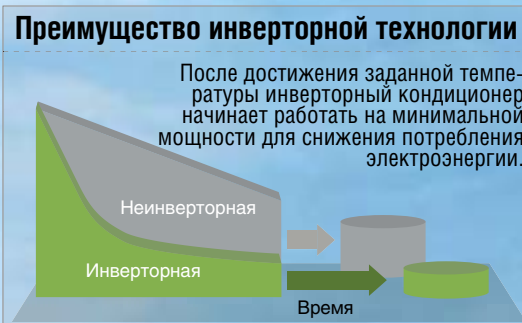 Преимущество инверторной технологии
После достижения заданной темпе-
ратуры инверторный кондиционер
начинает работать на минимальной
мощности для снижения потребления
электроэнергии.
Неинверторная
Инверторная
Время